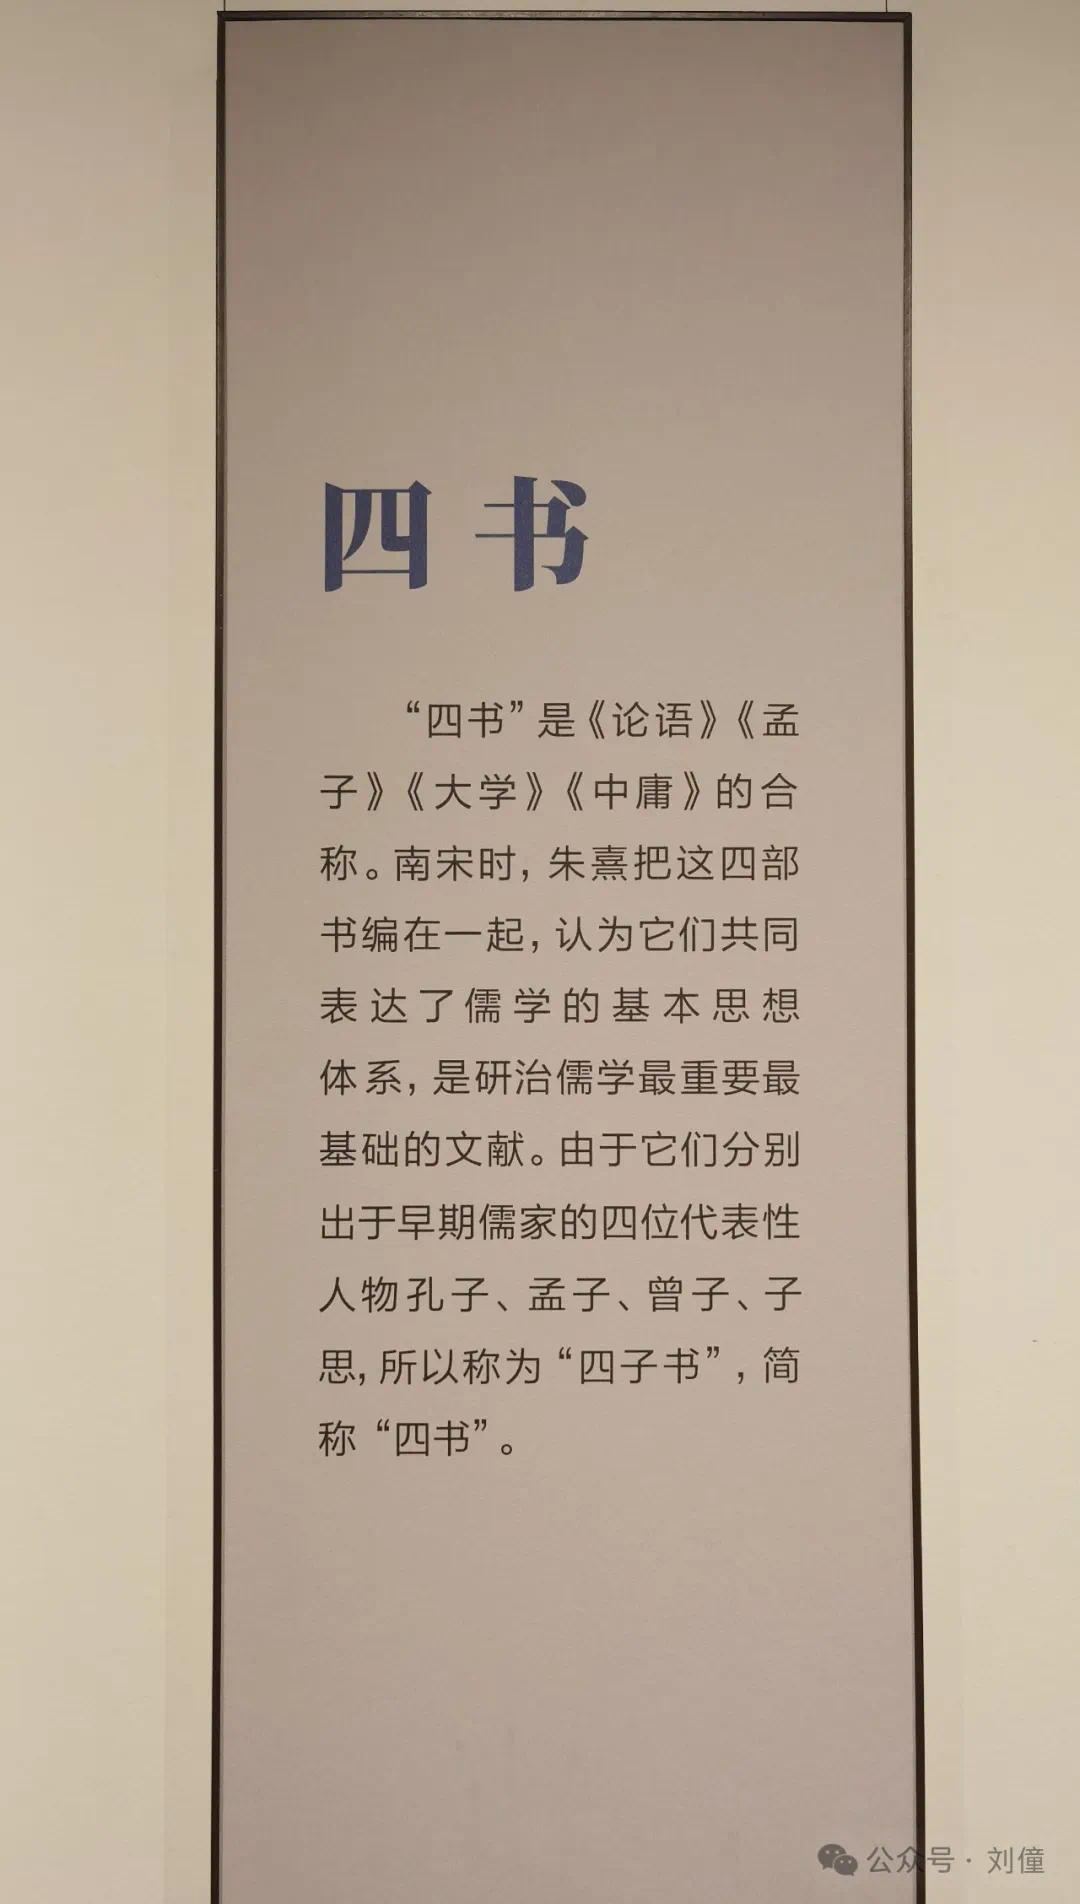 四书
“四书”是《论语》《孟
子》《大学》《中庸》的合
称。南宋时，朱熹把这四部
书编在一起，认为它们共同
表达了儒学的基本思想
体系，是研治儒学最重要最
基础的文献。由于它们分别
出于早期儒家的四位代表性
人物孔子、孟子、曾子、子
思，所以称为“四子书”，简
称“四书”。
公众号·刘僮